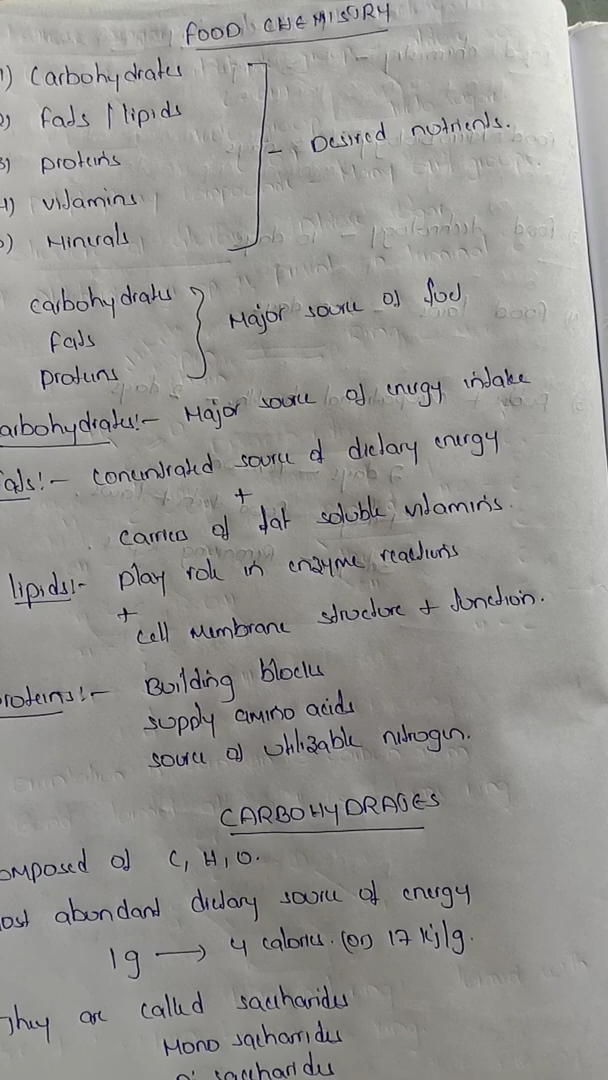 FOOD CHEMISTRY
1) Carbohydrates
2) fats / lipids
3) proteins
4) vitamins
5) Minerals
- Desired nutrients.
carbohydrates
fats
proteins
Major source of fuel
Carbohydrates:- Major source of energy intake
fats:- concentrated source of dietary energy
+
carries of fat soluble vitamins.
lipids:- play role in enzyme reactions
+
cell membrane structure + function.
proteins:- Building blocks
supply amino acids
source of utilizable nitrogen.
CARBOHYDRATES
composed of C, H, O.
most abundant dietary source of energy
1g → 4 calories. (or) 17 kj/g.
They are called saccharides
Mono sacharrides
Di saccharides